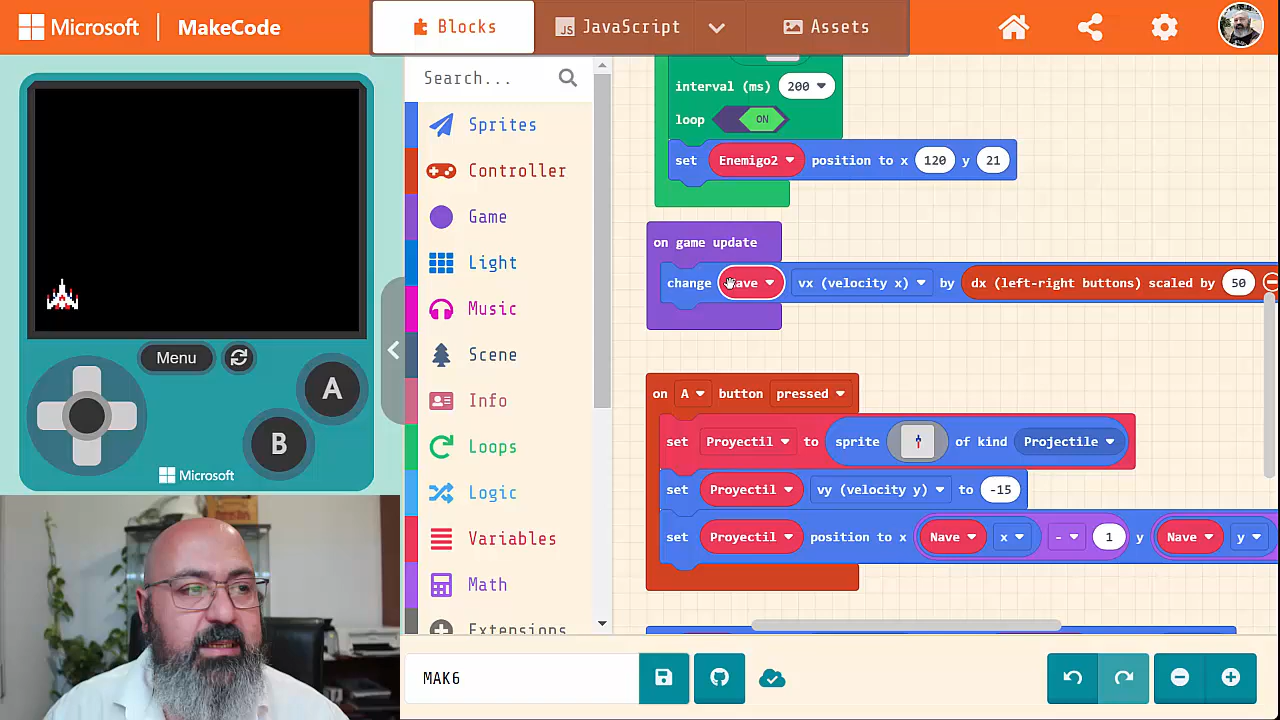 Microsoft MakeCode
Blocks
JavaScript
Assets
Menu
A
B
Microsoft
Search...
Sprites
Controller
Game
Light
Music
Scene
Info
Loops
Logic
Variables
Math
Extensions
interval (ms) 200
loop ON
set Enemigo2 position to x 120 y 21
on game update
change Nave vx (velocity x) by dx (left-right buttons) scaled by 50
on A button pressed
set Proyectil to sprite of kind Projectile
set Proyectil vy (velocity y) to -15
set Proyectil position to x Nave x - 1 y Nave y
MAK6